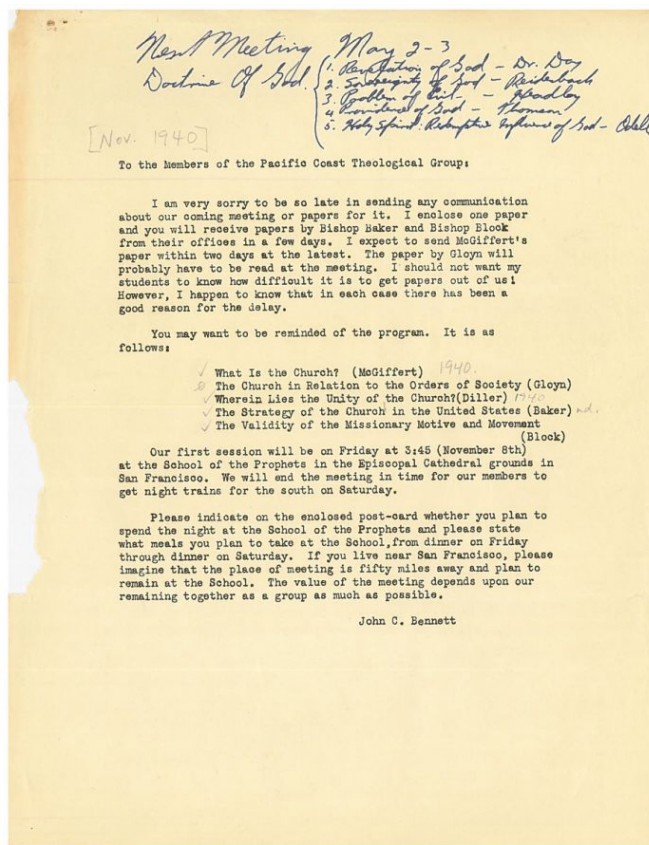 Next Meeting May 2-3
Doctrine Of God.
1. Revelation of God - Dr. Day
2. Sovereignty of God - Reiderbach
3. Problem of Evil - - Headley
4. Providence of God - Thomson
5. Holy Spirit: Redemptive Influence of God - Odell
[Nov. 1940]
To the Members of the Pacific Coast Theological Group:
I am very sorry to be so late in sending any communication
about our coming meeting or papers for it. I enclose one paper
and you will receive papers by Bishop Baker and Bishop Block
from their offices in a few days. I expect to send McGiffert's
paper within two days at the latest. The paper by Gloyn will
probably have to be read at the meeting. I should not want my
students to know how difficult it is to get papers out of us!
However, I happen to know that in each case there has been a
good reason for the delay.
You may want to be reminded of the program. It is as
follows:
✓ What Is the Church? (McGiffert) 1940.
The Church in Relation to the Orders of Society (Gloyn)
✓ Wherein Lies the Unity of the Church?(Diller) 1940
✓ The Strategy of the Church in the United States (Baker) n.d.
✓ The Validity of the Missionary Motive and Movement
(Block)
Our first session will be on Friday at 3:45 (November 8th)
at the School of the Prophets in the Episcopal Cathedral grounds in
San Francisco. We will end the meeting in time for our members to
get night trains for the south on Saturday.
Please indicate on the enclosed post-card whether you plan to
spend the night at the School of the Prophets and please state
what meals you plan to take at the School,from dinner on Friday
through dinner on Saturday. If you live near San Francisco, please
imagine that the place of meeting is fifty miles away and plan to
remain at the School. The value of the meeting depends upon our
remaining together as a group as much as possible.
John C. Bennett